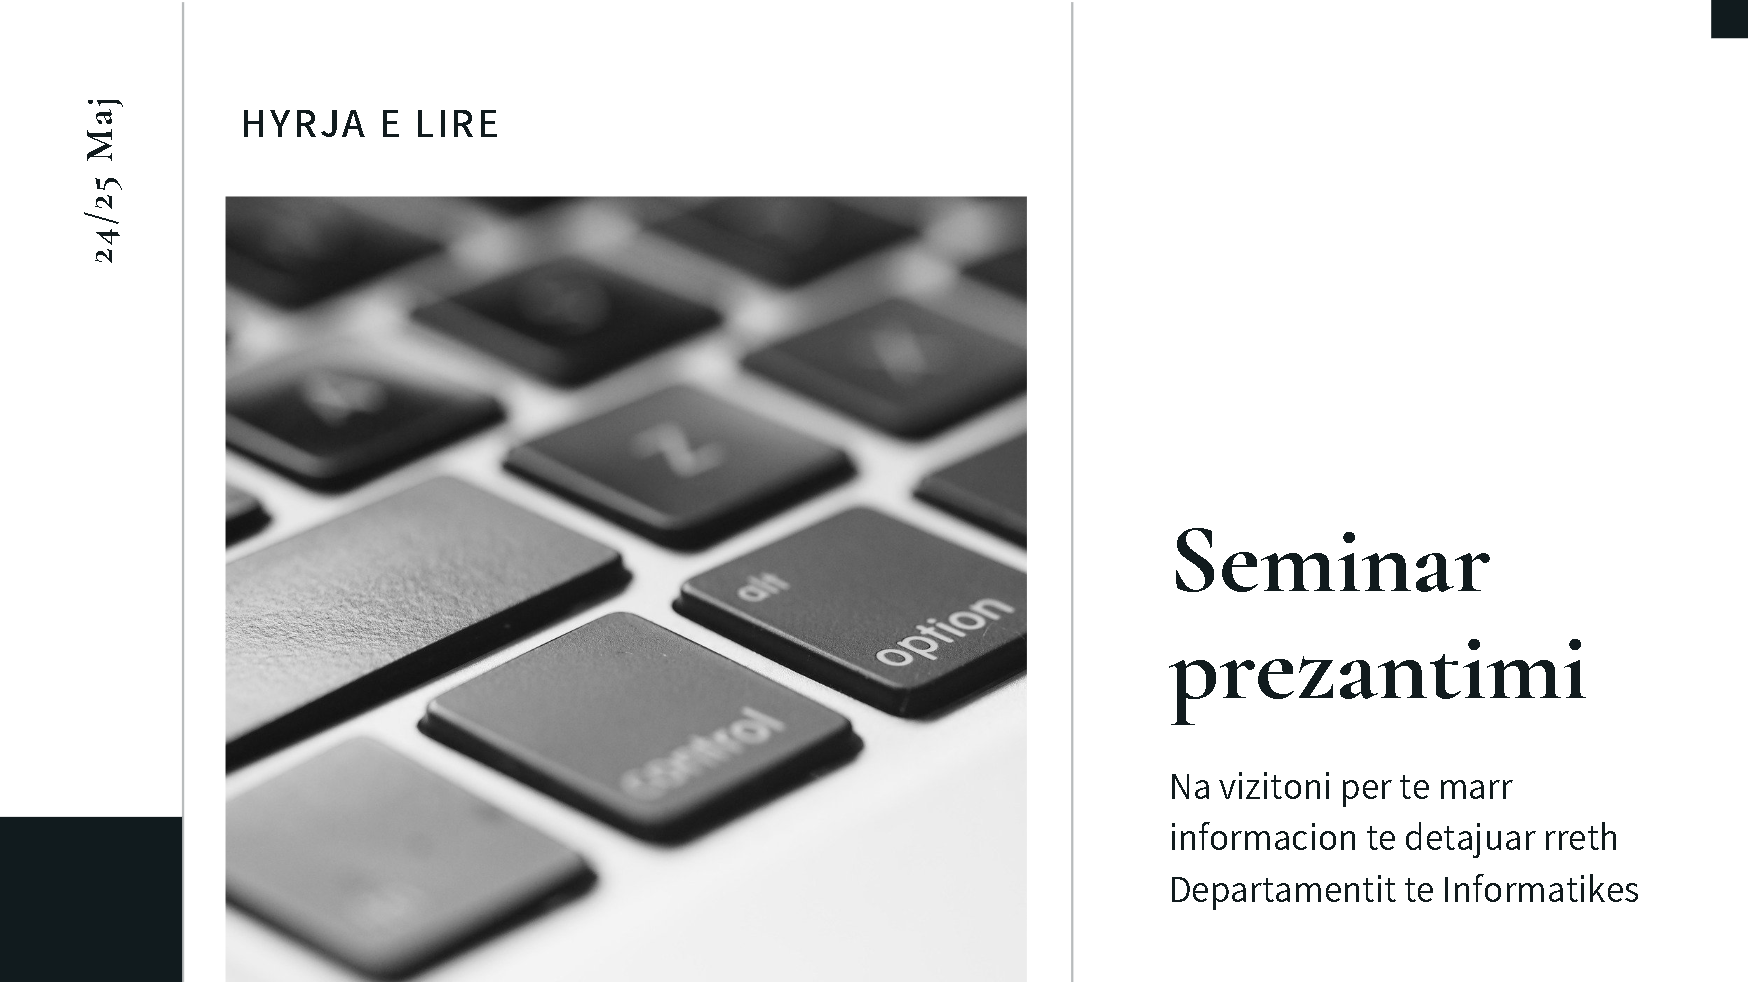 24/25 Maj
HYRJA E LIRE
Z
alt
option
control
Seminar
prezantimi
Na vizitoni per te marr
informacion te detajuar rreth
Departamentit te Informatikes